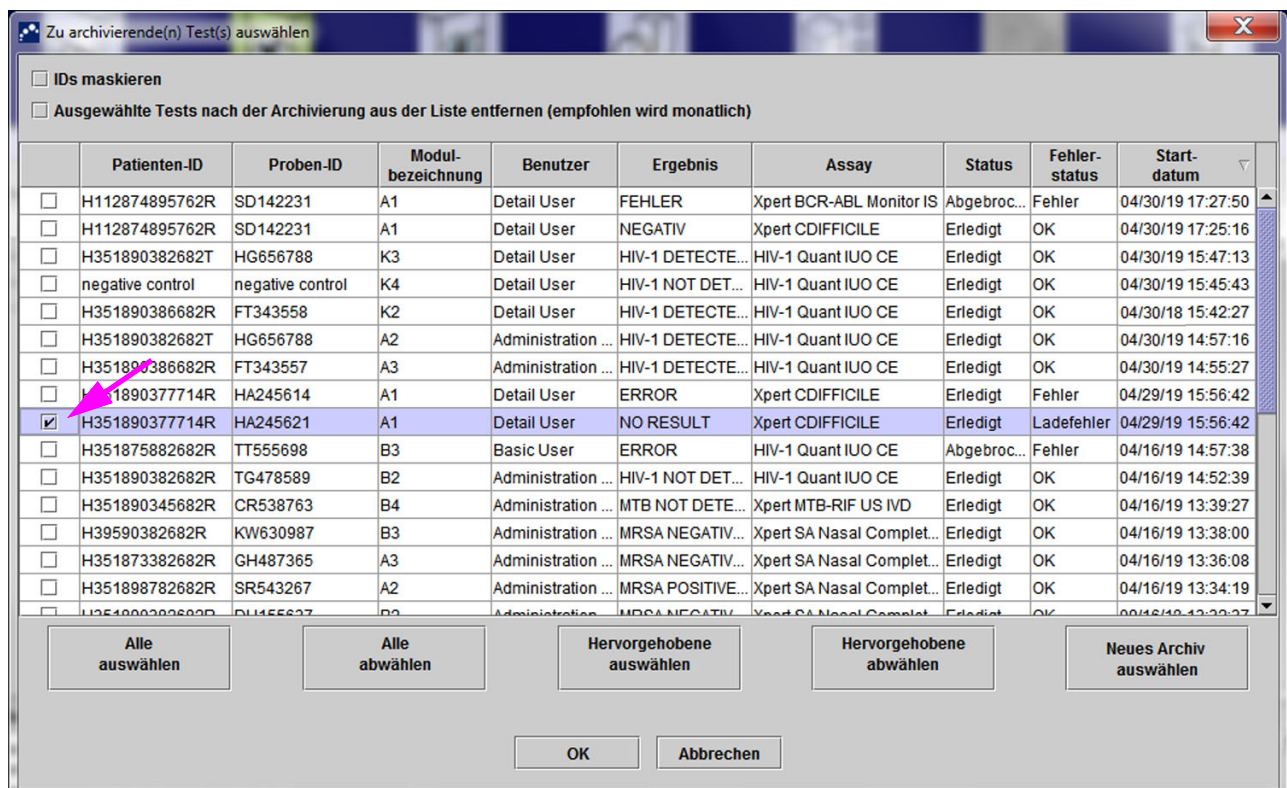 Zu archivierende(n) Test(s) auswählen
IDs maskieren
Ausgewählte Tests nach der Archivierung aus der Liste entfernen (empfohlen wird monatlich)
Patienten-ID Proben-ID Modul-bezeichnung Benutzer Ergebnis Assay Status Fehler-status Start-datum
H112874895762R SD142231 A1 Detail User FEHLER Xpert BCR-ABL Monitor IS Abgebroc... Fehler 04/30/19 17:27:50
H112874895762R SD142231 A1 Detail User NEGATIV Xpert CDIFFICILE Erledigt OK 04/30/19 17:25:16
H351890382682T HG656788 K3 Detail User HIV-1 DETECTE... HIV-1 Quant IUO CE Erledigt OK 04/30/19 15:47:13
negative control negative control K4 Detail User HIV-1 NOT DET... HIV-1 Quant IUO CE Erledigt OK 04/30/19 15:45:43
H351890386682R FT343558 K2 Detail User HIV-1 DETECTE... HIV-1 Quant IUO CE Erledigt OK 04/30/18 15:42:27
H351890382682T HG656788 A2 Administration ... HIV-1 DETECTE... HIV-1 Quant IUO CE Erledigt OK 04/30/19 14:57:16
H351890386682R FT343557 A3 Administration ... HIV-1 DETECTE... HIV-1 Quant IUO CE Erledigt OK 04/30/19 14:55:27
H351890377714R HA245614 A1 Detail User ERROR Xpert CDIFFICILE Erledigt Fehler 04/29/19 15:56:42
H351890377714R HA245621 A1 Detail User NO RESULT Xpert CDIFFICILE Erledigt Ladefehler 04/29/19 15:56:42
H351875882682R TT555698 B3 Basic User ERROR HIV-1 Quant IUO CE Abgebroc... Fehler 04/16/19 14:57:38
H351890382682R TG478589 B2 Administration ... HIV-1 NOT DET... HIV-1 Quant IUO CE Erledigt OK 04/16/19 14:52:39
H351890345682R CR538763 B4 Administration ... MTB NOT DETE... Xpert MTB-RIF US IVD Erledigt OK 04/16/19 13:39:27
H39590382682R KW630987 B3 Administration ... MRSA NEGATIV... Xpert SA Nasal Complet... Erledigt OK 04/16/19 13:38:00
H351873382682R GH487365 A3 Administration ... MRSA NEGATIV... Xpert SA Nasal Complet... Erledigt OK 04/16/19 13:36:08
H351898782682R SR543267 A2 Administration ... MRSA POSITIVE... Xpert SA Nasal Complet... Erledigt OK 04/16/19 13:34:19
Alle auswählen Alle abwählen Hervorgehobene auswählen Hervorgehobene abwählen Neues Archiv auswählen
OK Abbrechen